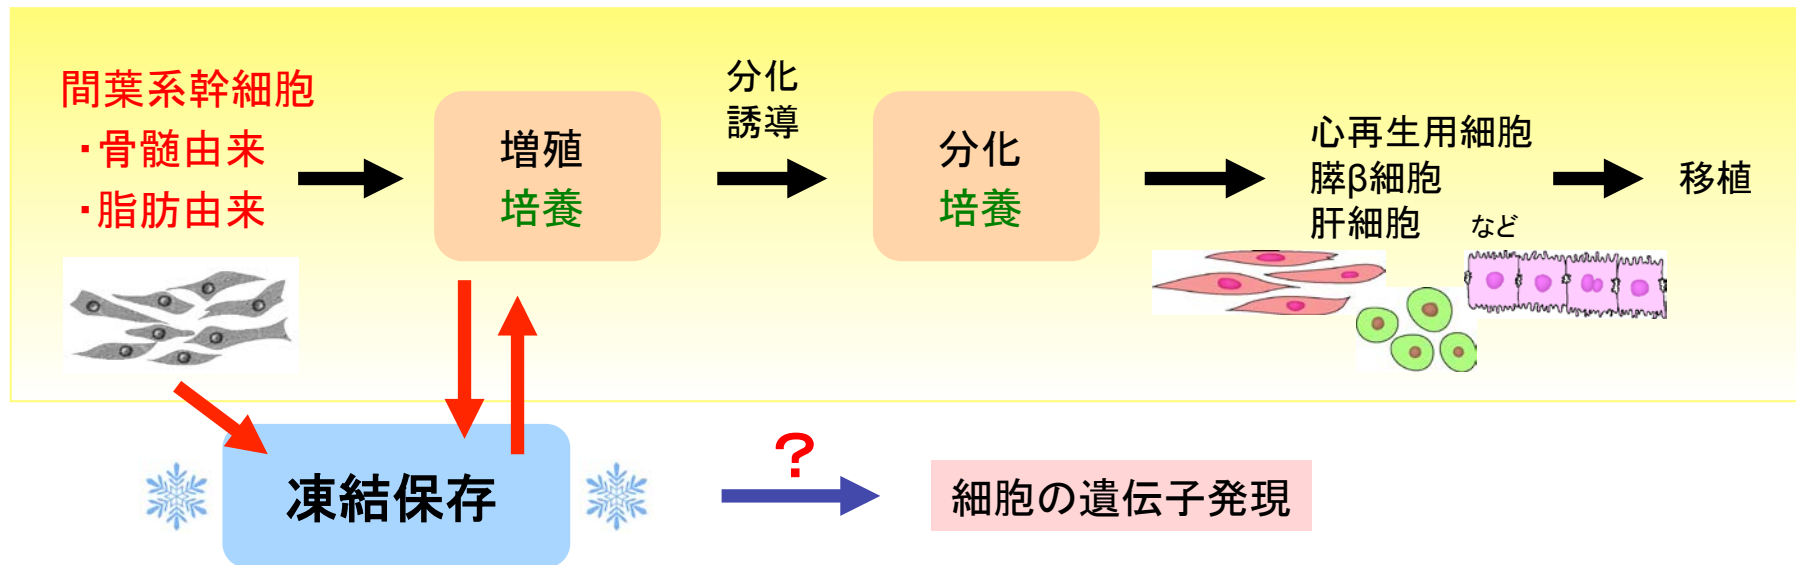 間葉系幹細胞
・骨髄由来
・脂肪由来
増殖
培養
分化
誘導
分化
培養
心再生用細胞
膵β細胞
肝細胞 など
移植
凍結保存
?
細胞の遺伝子発現